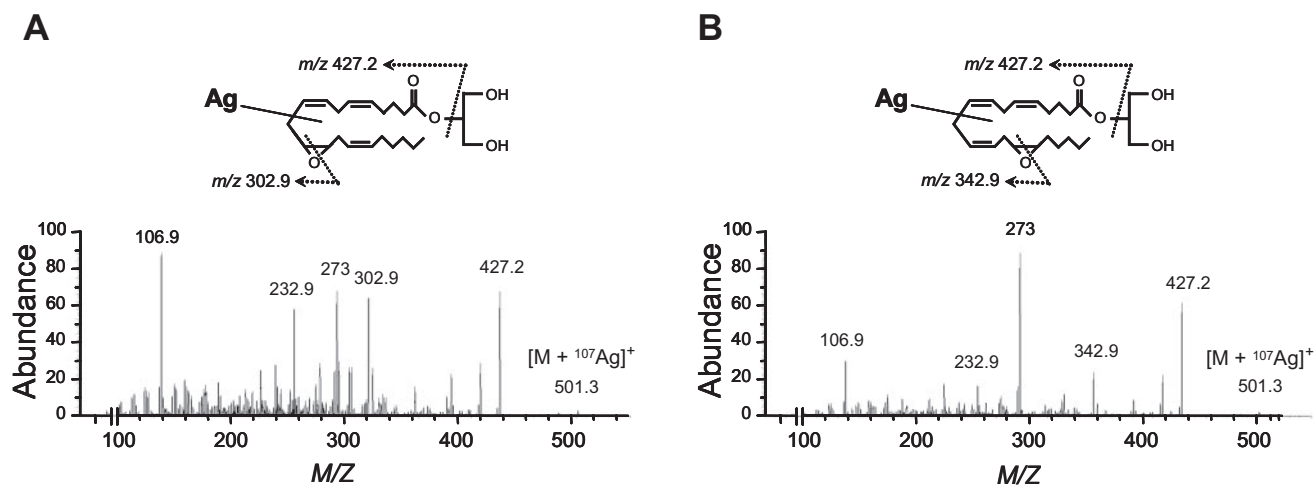 A
m/z 427.2
Ag
O
O
OH
OH
O
m/z 302.9
Abundance
100
80
60
40
20
0
106.9
232.9
273
302.9
427.2
[M + ¹⁰⁷Ag]⁺
501.3
100 200 300 400 500
M/Z
B
m/z 427.2
Ag
O
O
OH
OH
O
m/z 342.9
Abundance
100
80
60
40
20
0
106.9
232.9
273
342.9
427.2
[M + ¹⁰⁷Ag]⁺
501.3
100 200 300 400 500
M/Z